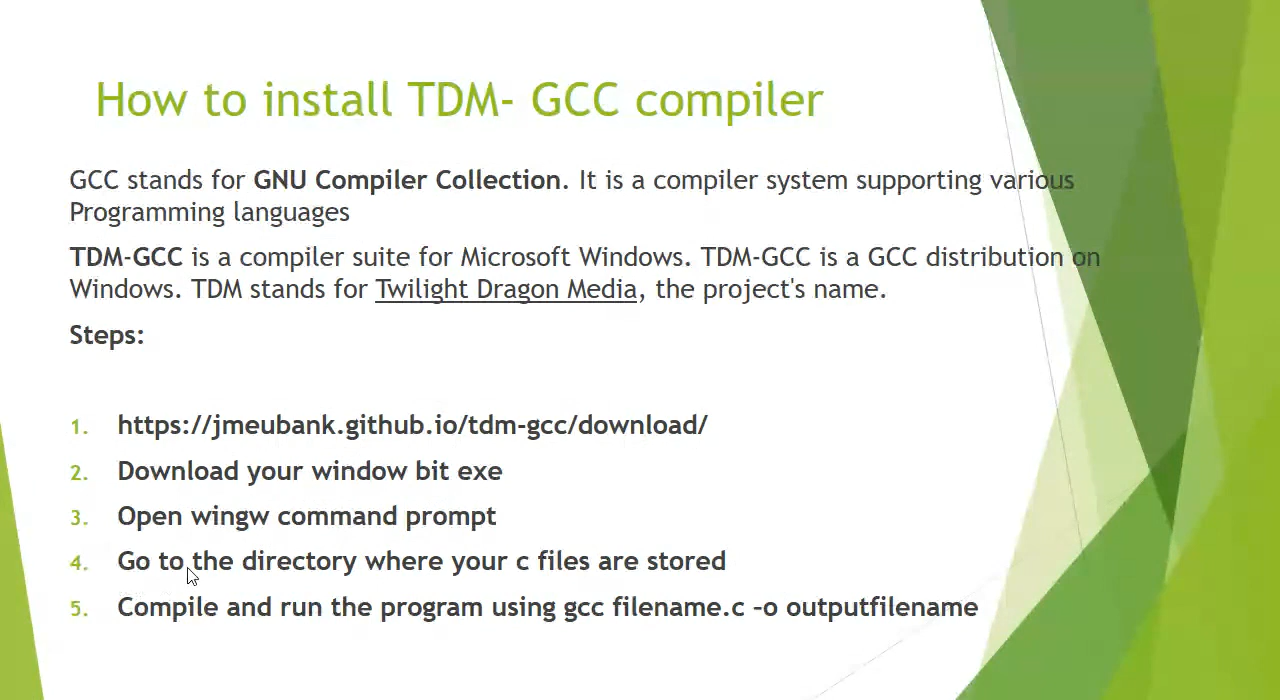 How to install TDM- GCC compiler
GCC stands for GNU Compiler Collection. It is a compiler system supporting various
Programming languages
TDM-GCC is a compiler suite for Microsoft Windows. TDM-GCC is a GCC distribution on
Windows. TDM stands for Twilight Dragon Media, the project's name.
Steps:
1. https://jmeubank.github.io/tdm-gcc/download/
2. Download your window bit exe
3. Open wingw command prompt
4. Go to the directory where your c files are stored
5. Compile and run the program using gcc filename.c –o outputfilename